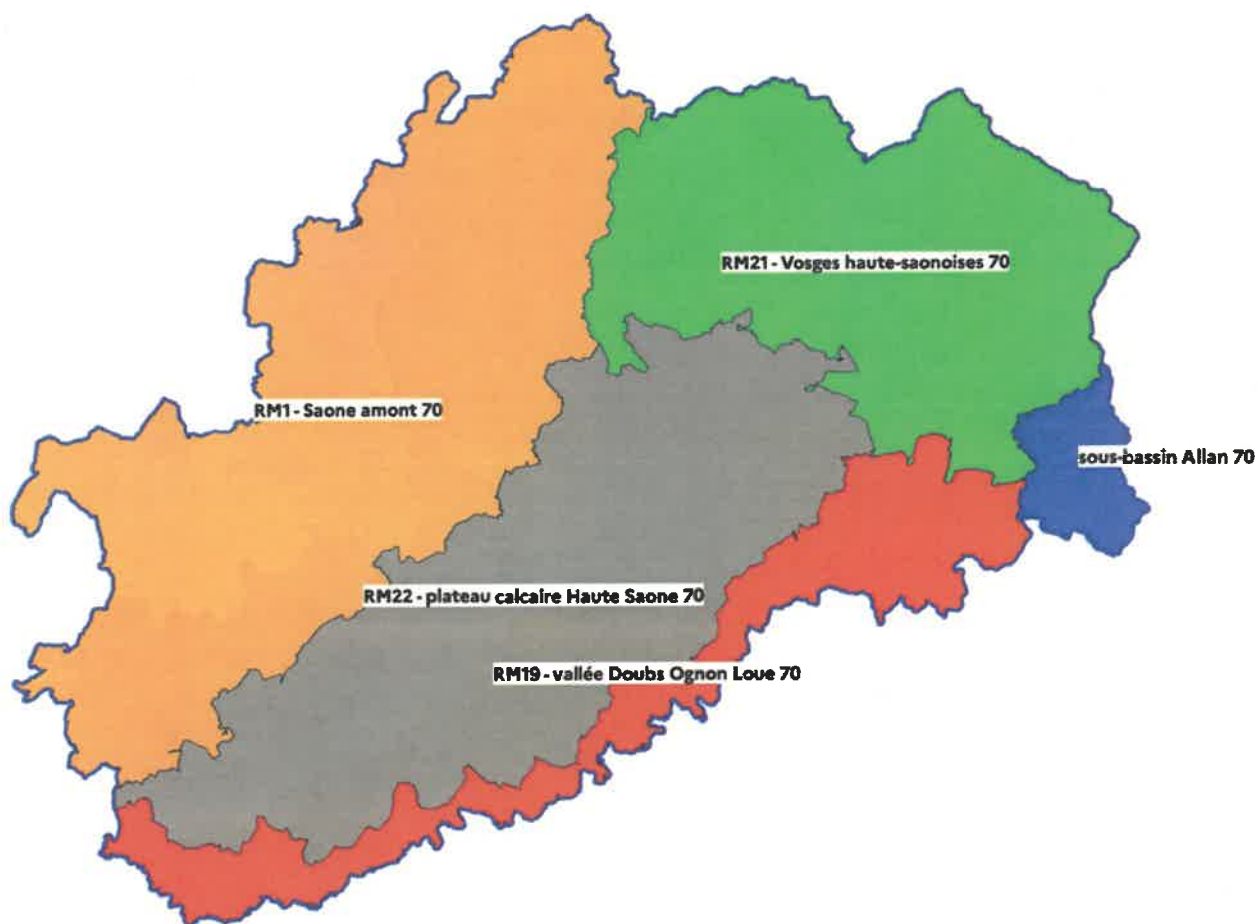 RM21 - Vosges haute-saonoises 70
RM1 - Saone amont 70
sous-bassin Allan 70
RM22 - plateau calcaire Haute Saone 70
RM19 - vallée Doubs Ognon Loue 70